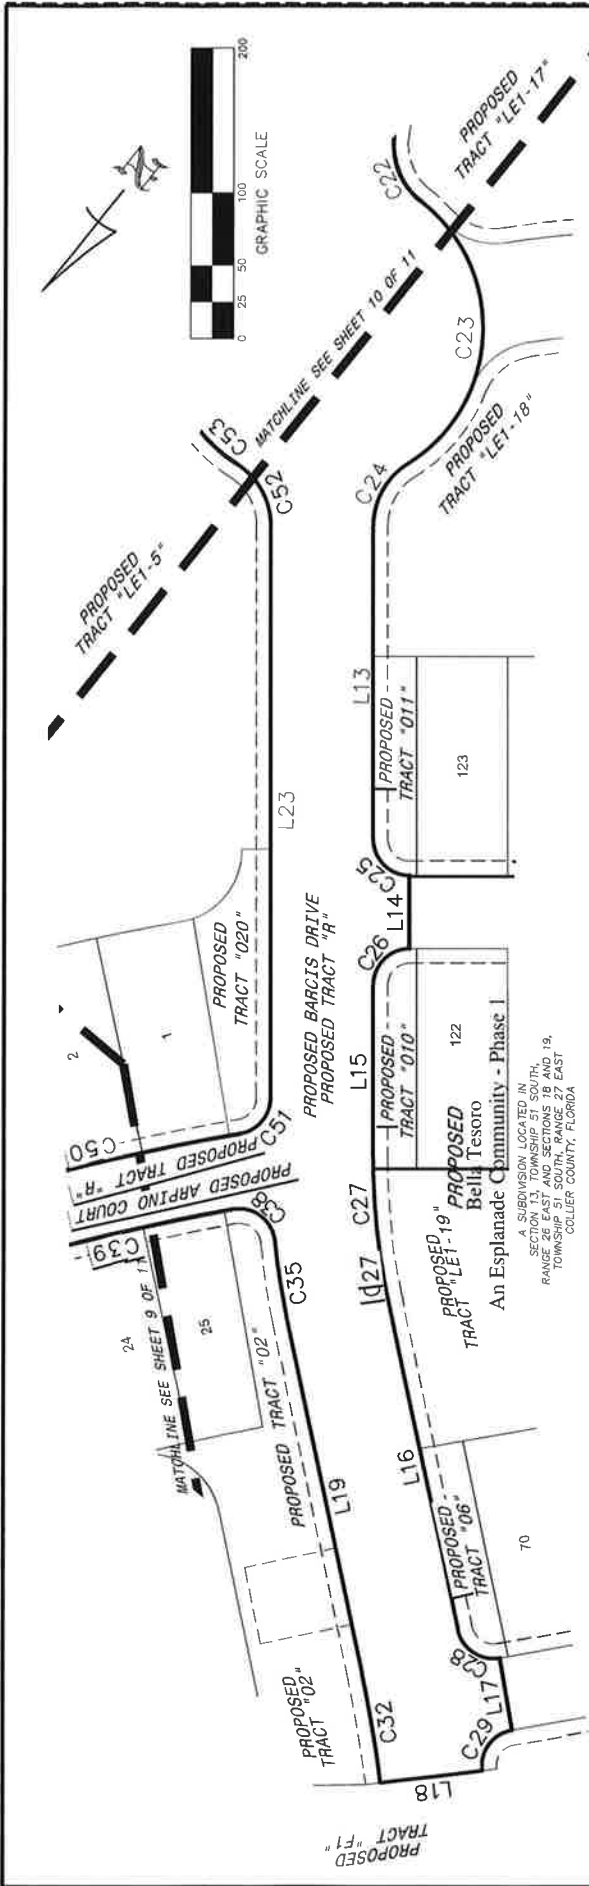 PROPOSED
TRACT "F1"
L18
C29
L17
C28
C32
PROPOSED
TRACT "02"
PROPOSED
TRACT "06"
70
L16
L19
PROPOSED TRACT "02"
MATCHLINE SEE SHEET 9 OF 11
24
25
C39
C35
C38
PROPOSED ARPINO COURT
PROPOSED TRACT "R"
C50
C51
C27
PROPOSED
TRACT "LE1-19"
PROPOSED
Bella Tesoro
An Esplanade Community - Phase 1
A SUBDIVISION LOCATED IN
SECTION 13, TOWNSHIP 51 SOUTH,
RANGE 26 EAST AND SECTIONS 18 AND 19,
TOWNSHIP 51 SOUTH, RANGE 27 EAST
COLLIER COUNTY, FLORIDA
122
PROPOSED
TRACT "010"
L15
C26
L14
C25
PROPOSED BARCIS DRIVE
PROPOSED TRACT "R"
2
1
PROPOSED
TRACT "020"
L23
L13
PROPOSED
TRACT "011"
123
PROPOSED
TRACT "LE1-5"
C52
C53
MATCHLINE SEE SHEET 10 OF 11
C24
PROPOSED
TRACT "LE1-18"
C23
C22
PROPOSED
TRACT "LE1-17"
N
0 25 50 100 200
GRAPHIC SCALE